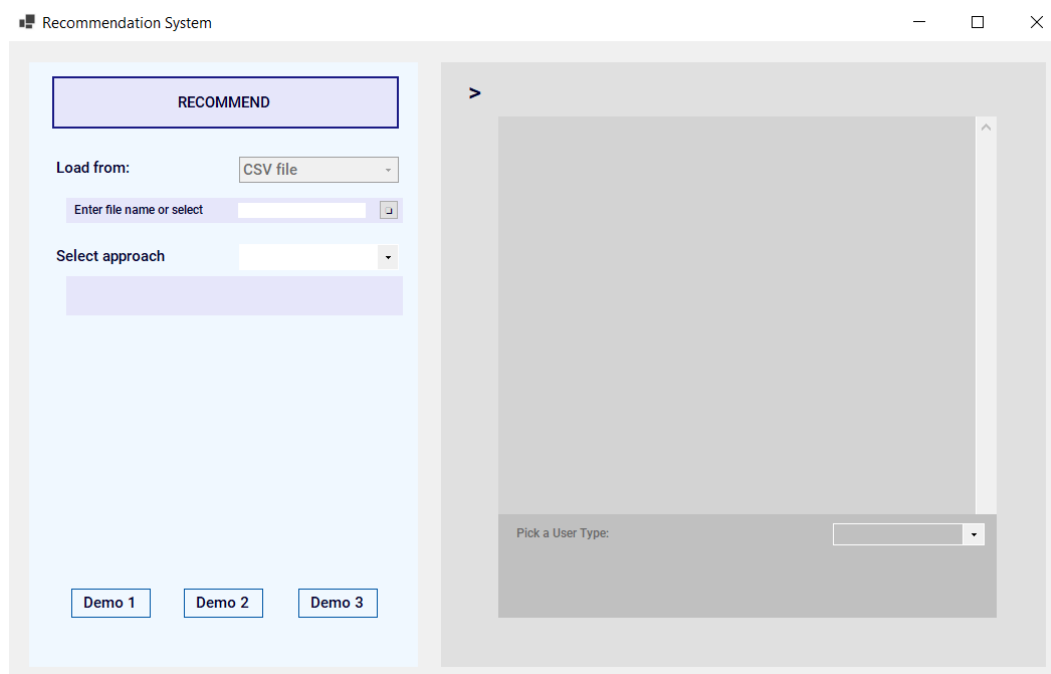 Recommendation System
RECOMMEND
Load from:
CSV file
Enter file name or select
Select approach
Demo 1
Demo 2
Demo 3
>
Pick a User Type: